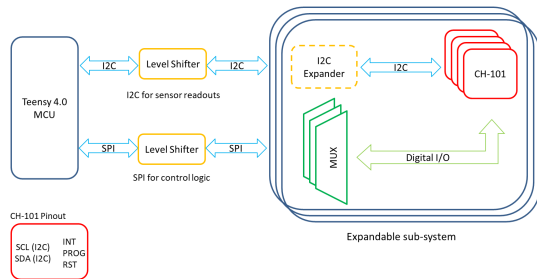 Teensy 4.0
MCU
I2C
Level Shifter
I2C
I2C for sensor readouts
SPI
Level Shifter
SPI
SPI for control logic
I2C
Expander
I2C
CH-101
MUX
Digital I/O
Expandable sub-system
CH-101 Pinout
SCL (I2C)
SDA (I2C)
INT
PROG
RST